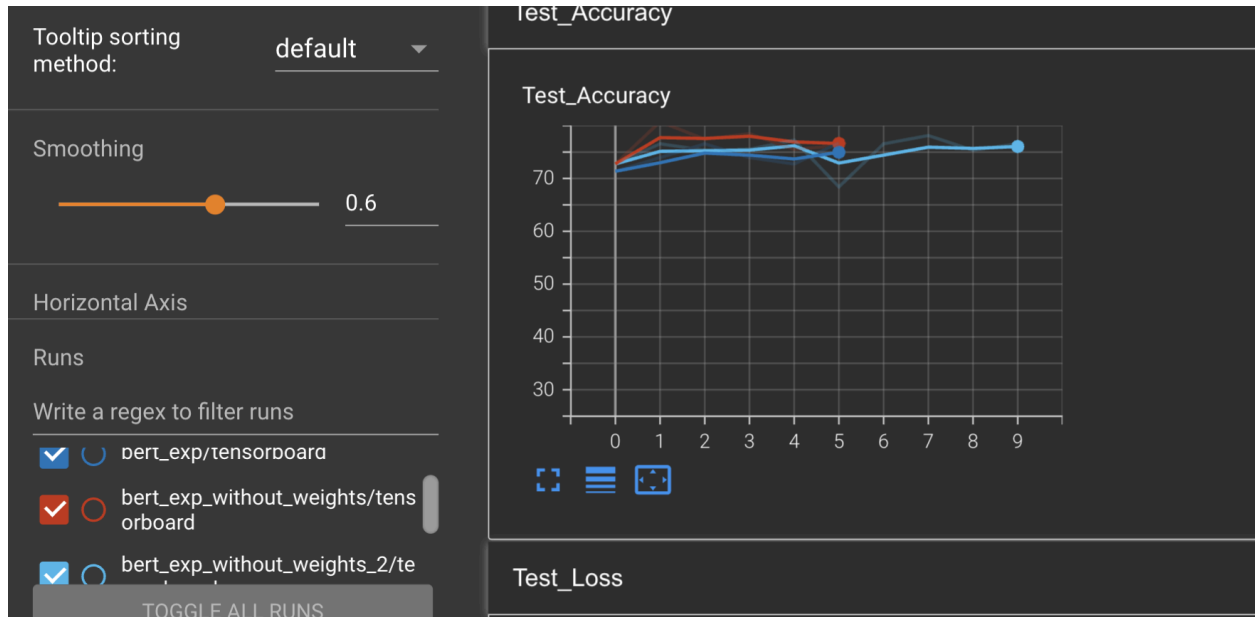 Tooltip sorting
method:
default
Smoothing
0.6
Horizontal Axis
Runs
Write a regex to filter runs
bert_exp/tensorboard
bert_exp_without_weights/tens
orboard
bert_exp_without_weights_2/te
TOGGLE ALL RUNS
Test_Accuracy
Test_Accuracy
70
60
50
40
30
0 1 2 3 4 5 6 7 8 9
Test_Loss